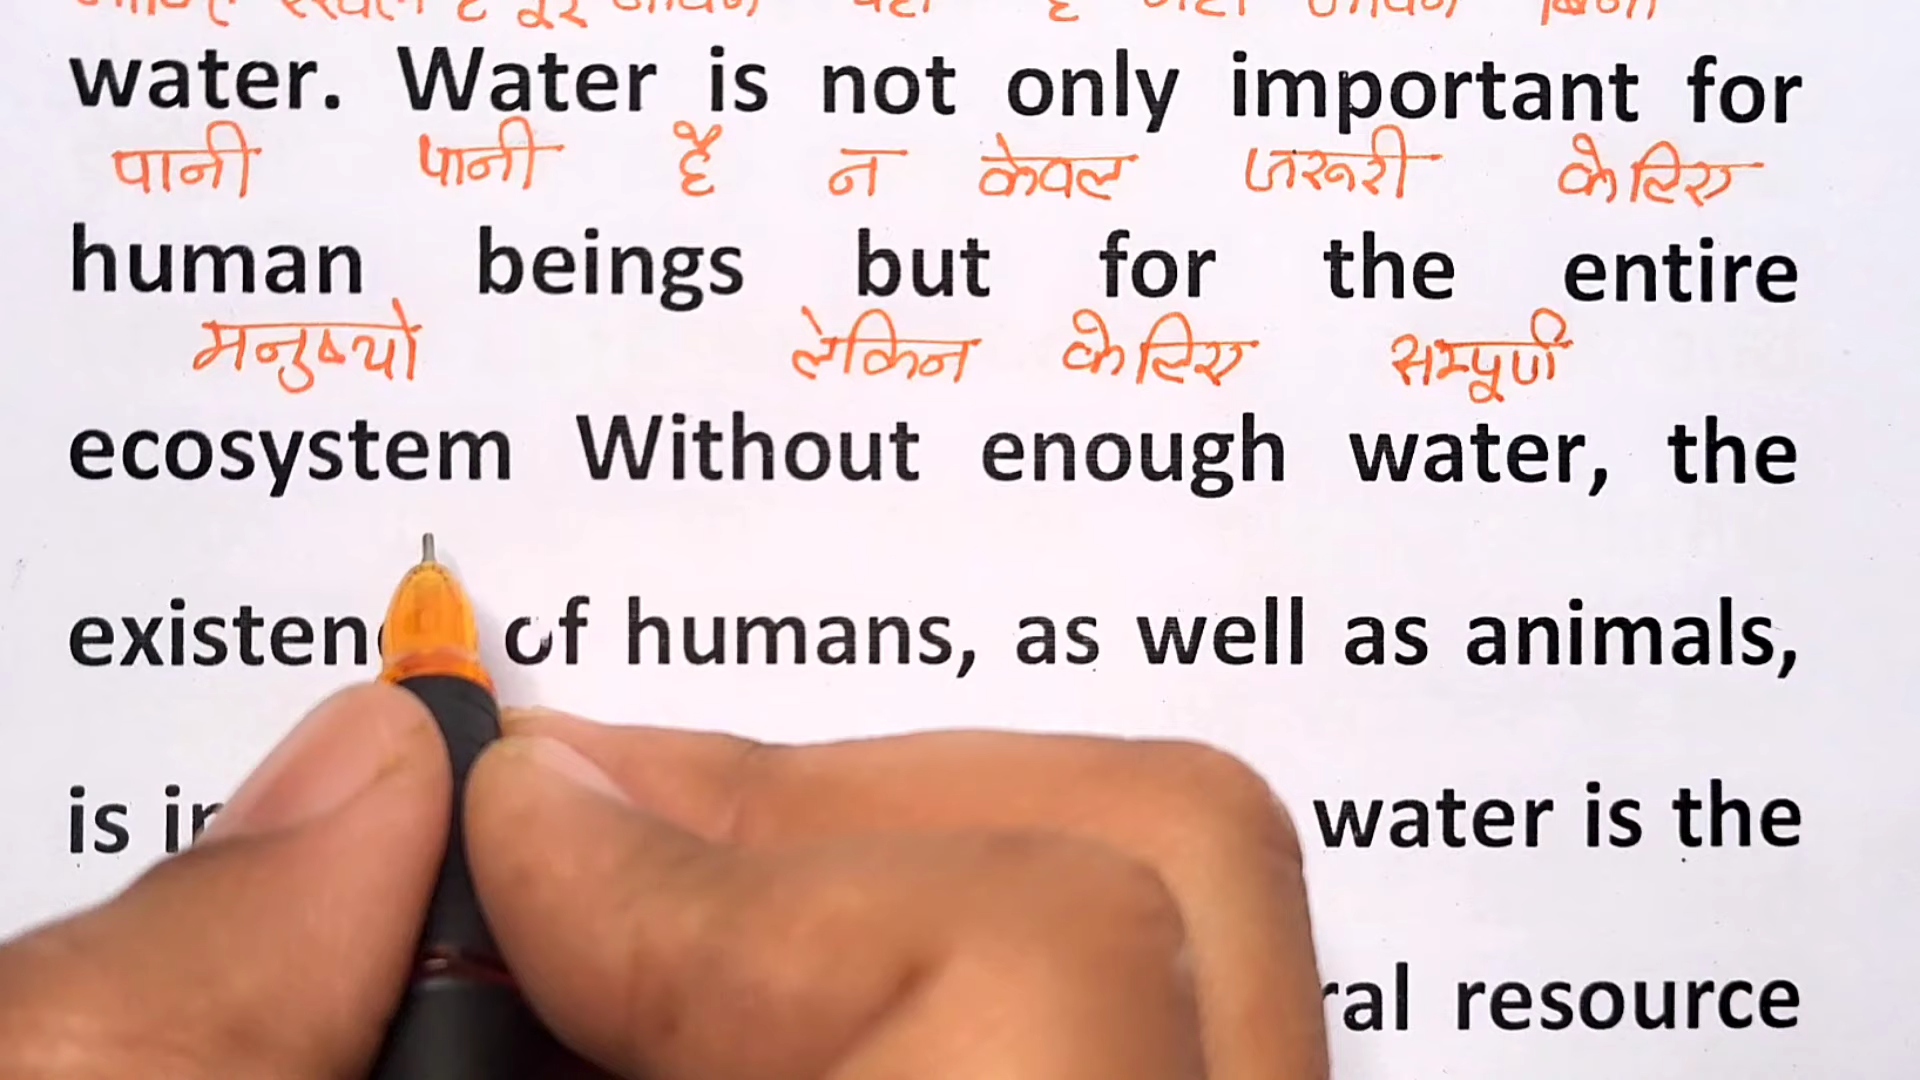 water. Water is not only important for
पानी पानी है न केवल जरूरी के लिए
human beings but for the entire
मनुष्यो लेकिन के लिए सम्पूर्ण
ecosystem Without enough water, the
of humans, as well as animals,
is water is the
resource